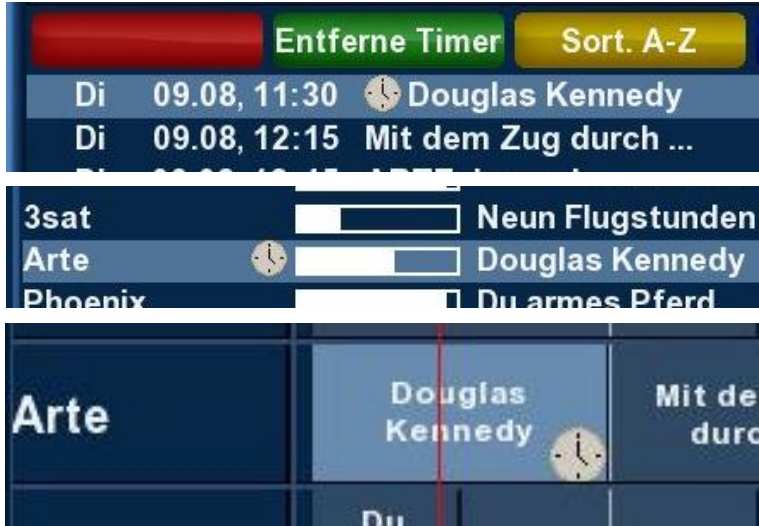 Entferne Timer Sort. A-Z
Di 09.08, 11:30 Douglas Kennedy
Di 09.08, 12:15 Mit dem Zug durch ...
3sat Neun Flugstunden
Arte Douglas Kennedy
Phoenix Du armes Pferd
Arte
Douglas
Kennedy
Mit de
durc
Du